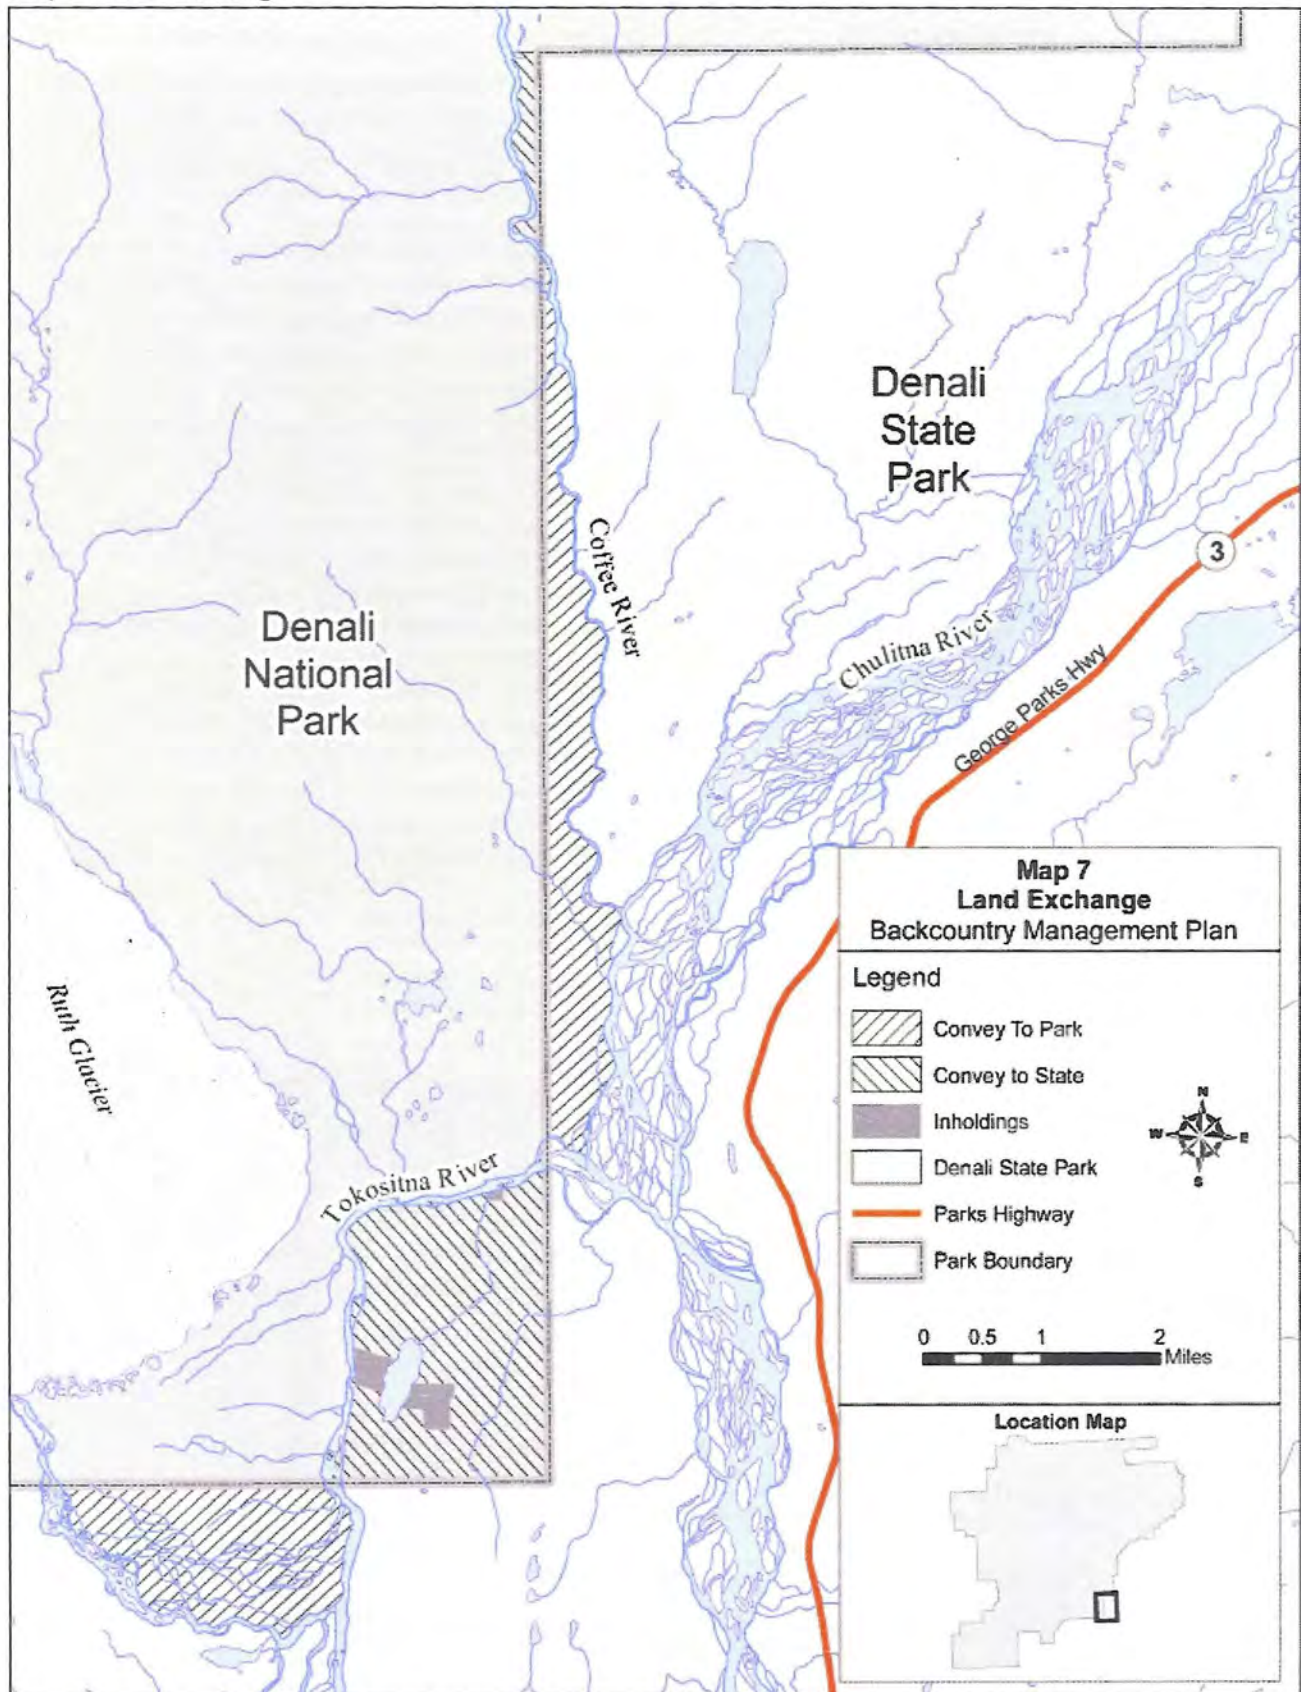 Denali
State
Park
3
Coffee River
Denali
National
Park
Chulitna River
George Parks Hwy
Ruth Glacier
Tokositna River
Map 7
Land Exchange
Backcountry Management Plan
Legend
Convey To Park
Convey to State
Inholdings
Denali State Park
Parks Highway
Park Boundary
N
W E
S
0 0.5 1 2
Miles
Location Map